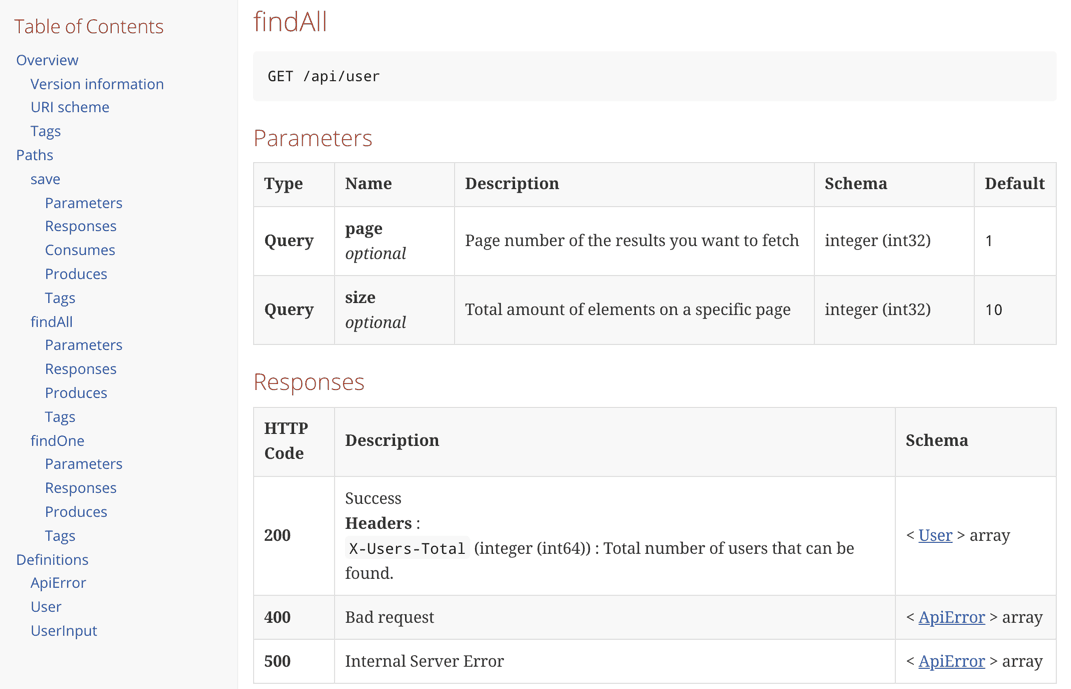 Table of Contents
Overview
Version information
URI scheme
Tags
Paths
save
Parameters
Responses
Consumes
Produces
Tags
findAll
Parameters
Responses
Produces
Tags
findOne
Parameters
Responses
Produces
Tags
Definitions
ApiError
User
UserInput
findAll
GET /api/user
Parameters
Type Name Description Schema Default
Query page optional Page number of the results you want to fetch integer (int32) 1
Query size optional Total amount of elements on a specific page integer (int32) 10
Responses
HTTP Code Description Schema
200 Success
Headers :
X-Users-Total (integer (int64)) : Total number of users that can be
found.
< User > array
400 Bad request < ApiError > array
500 Internal Server Error < ApiError > array